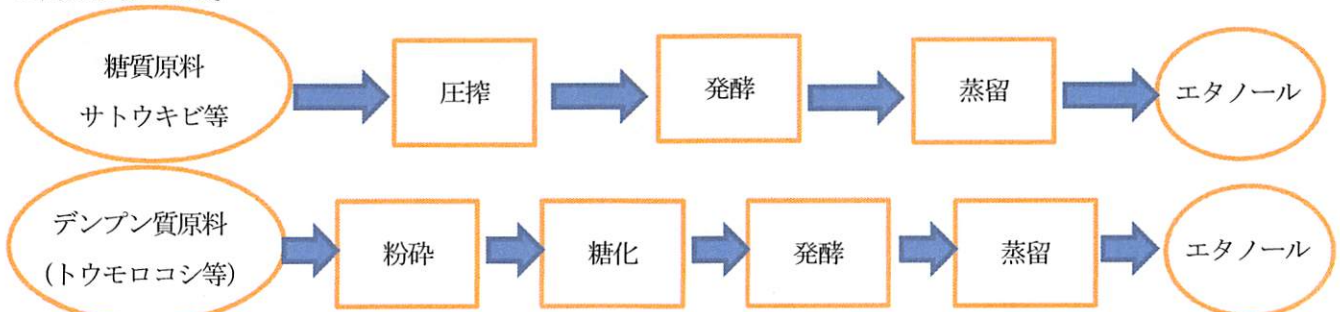 糖質原料
サトウキビ等
圧搾
発酵
蒸留
エタノール
デンプン質原料
(トウモロコシ等)
粉砕
糖化
発酵
蒸留
エタノール